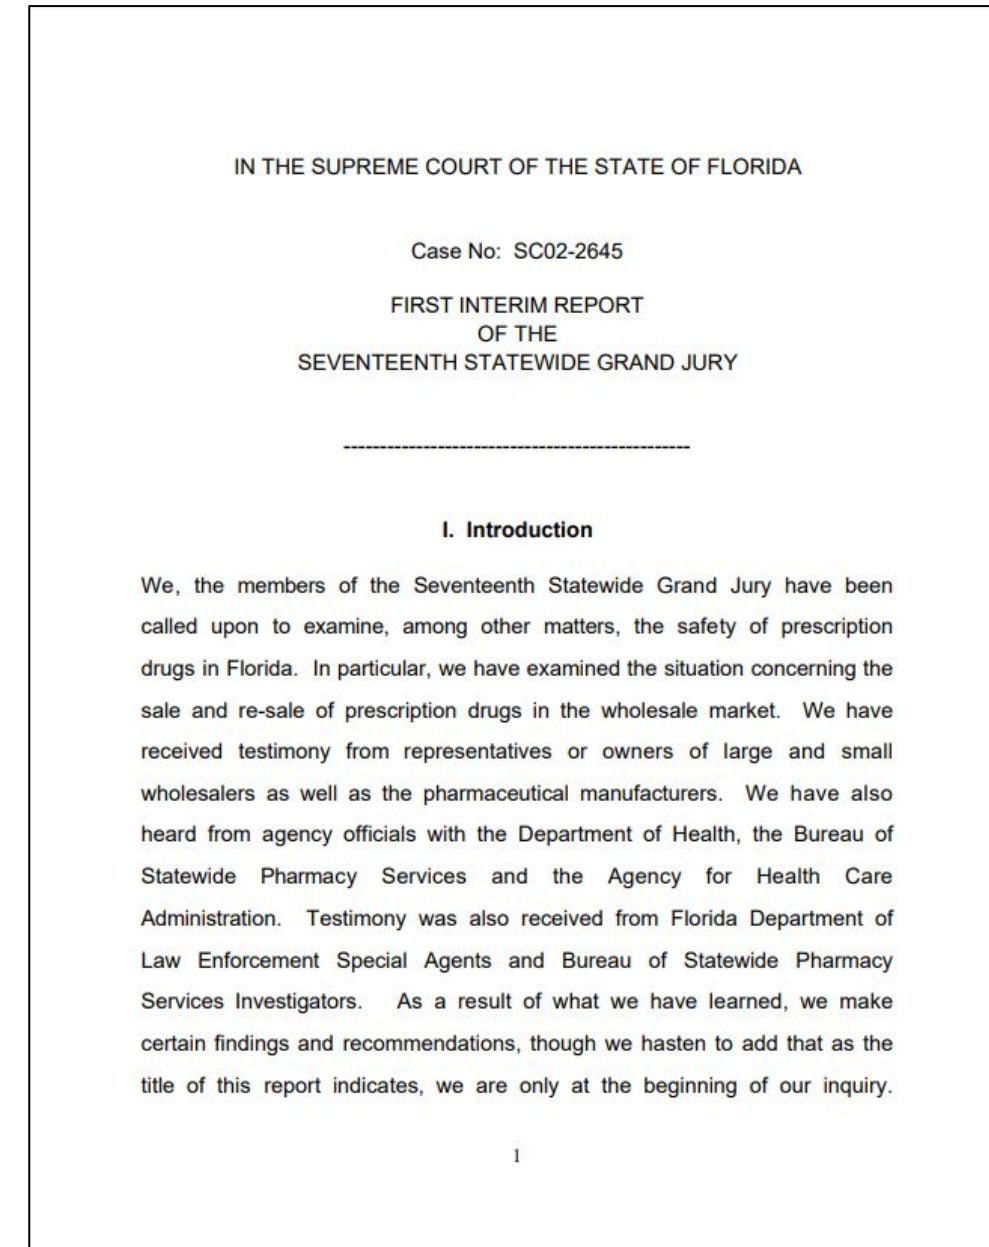 IN THE SUPREME COURT OF THE STATE OF FLORIDA
Case No: SC02-2645
FIRST INTERIM REPORT
OF THE
SEVENTEENTH STATEWIDE GRAND JURY
------------------------------------------------
I. Introduction
We, the members of the Seventeenth Statewide Grand Jury have been
called upon to examine, among other matters, the safety of prescription
drugs in Florida. In particular, we have examined the situation concerning the
sale and re-sale of prescription drugs in the wholesale market. We have
received testimony from representatives or owners of large and small
wholesalers as well as the pharmaceutical manufacturers. We have also
heard from agency officials with the Department of Health, the Bureau of
Statewide Pharmacy Services and the Agency for Health Care
Administration. Testimony was also received from Florida Department of
Law Enforcement Special Agents and Bureau of Statewide Pharmacy
Services Investigators. As a result of what we have learned, we make
certain findings and recommendations, though we hasten to add that as the
title of this report indicates, we are only at the beginning of our inquiry.
1